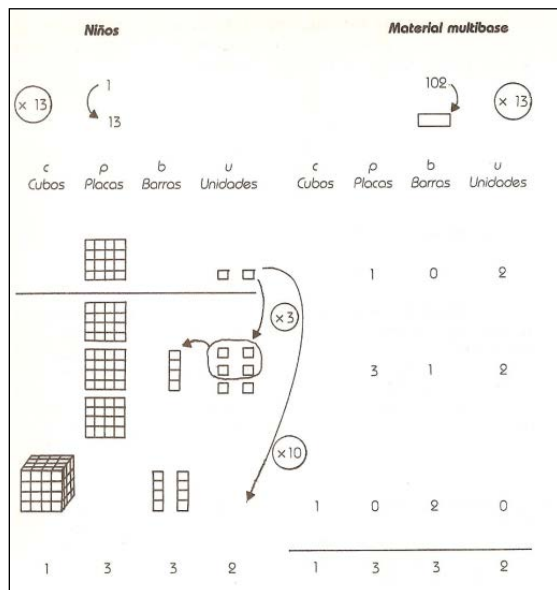 Niños Material multibase
× 13 1 102 × 13
13
c p b u c p b u
Cubos Placas Barras Unidades Cubos Placas Barras Unidades
1 0 2
×3
3 1 2
×10
1 0 2 0
1 3 3 2 1 3 3 2